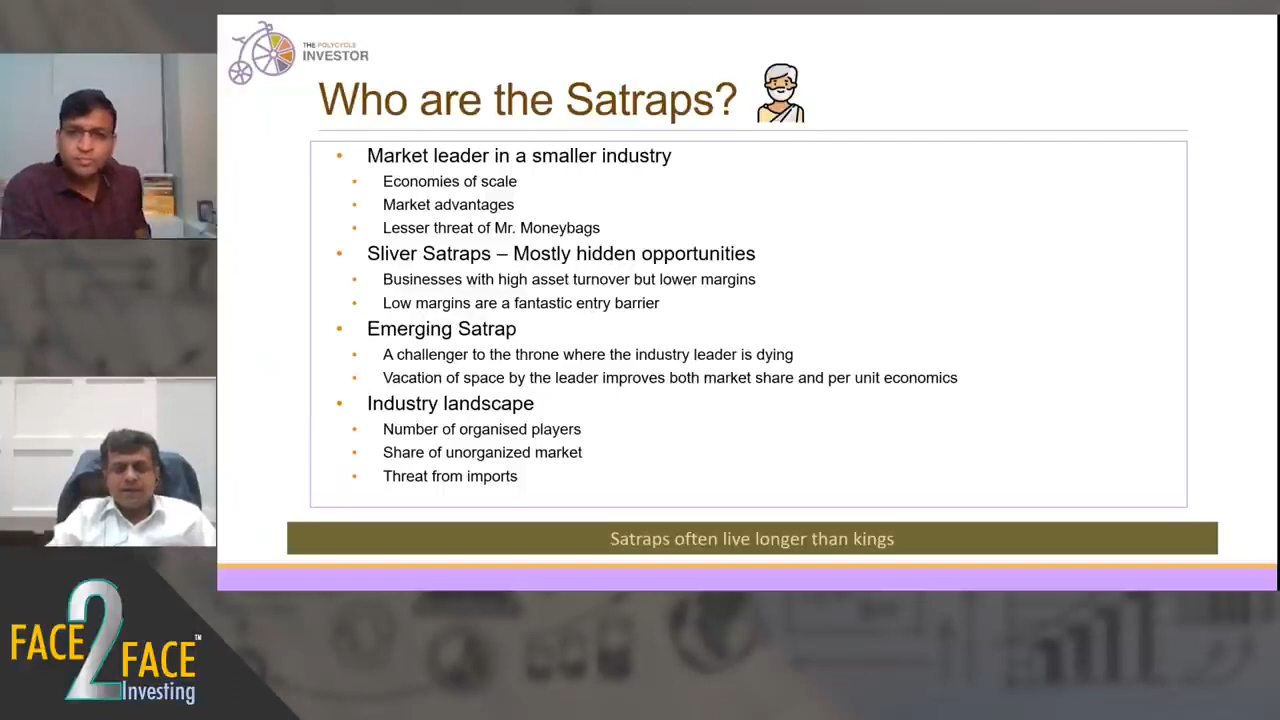 THE POLYCYCLE
INVESTOR
Who are the Satraps?
• Market leader in a smaller industry
• Economies of scale
• Market advantages
• Lesser threat of Mr. Moneybags
• Sliver Satraps – Mostly hidden opportunities
• Businesses with high asset turnover but lower margins
• Low margins are a fantastic entry barrier
• Emerging Satrap
• A challenger to the throne where the industry leader is dying
• Vacation of space by the leader improves both market share and per unit economics
• Industry landscape
• Number of organised players
• Share of unorganized market
• Threat from imports
Satraps often live longer than kings
FACE 2 FACE™
Investing